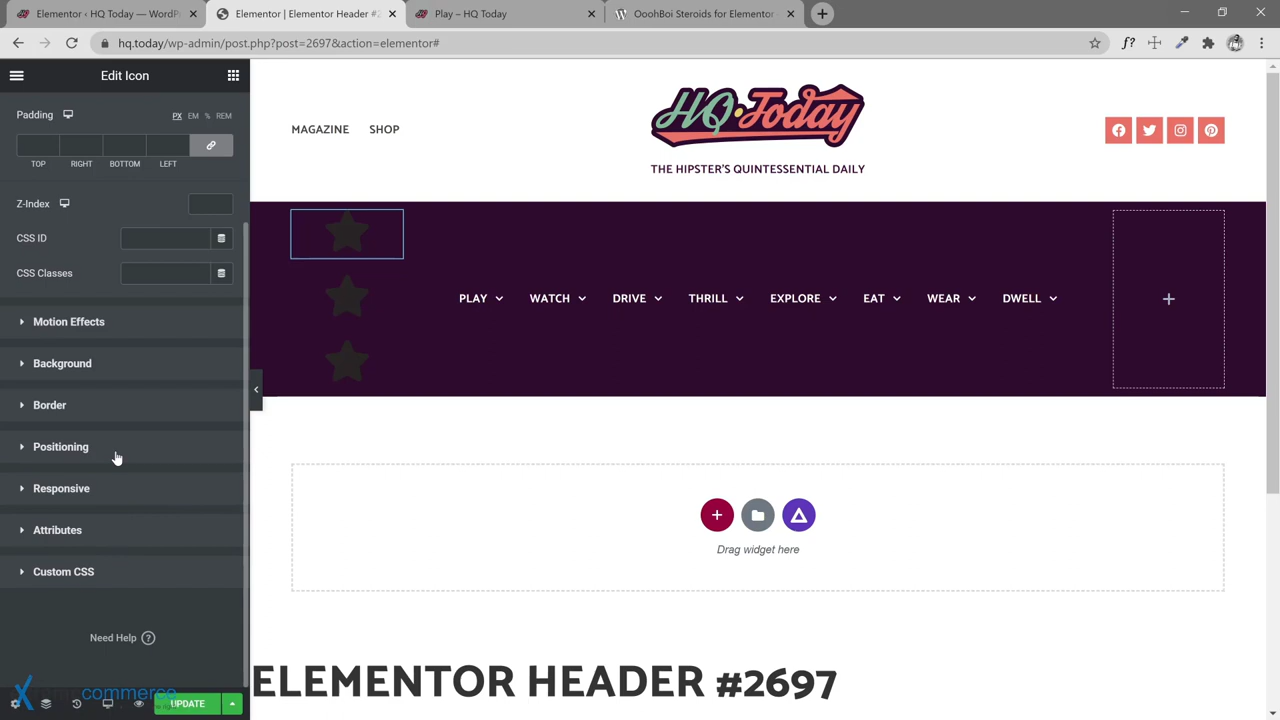 Elementor ‹ HQ Today — WordP
Elementor | Elementor Header #2
Play – HQ Today
OoohBoi Steroids for Elementor
hq.today/wp-admin/post.php?post=2697&action=elementor#
Edit Icon
Padding
PX EM % REM
TOP RIGHT BOTTOM LEFT
Z-Index
CSS ID
CSS Classes
Motion Effects
Background
Border
Positioning
Responsive
Attributes
Custom CSS
Need Help ?
commerce
UPDATE
MAGAZINE SHOP
HQ Today
THE HIPSTER'S QUINTESSENTIAL DAILY
PLAY WATCH DRIVE THRILL EXPLORE EAT WEAR DWELL
Drag widget here
ELEMENTOR HEADER #2697